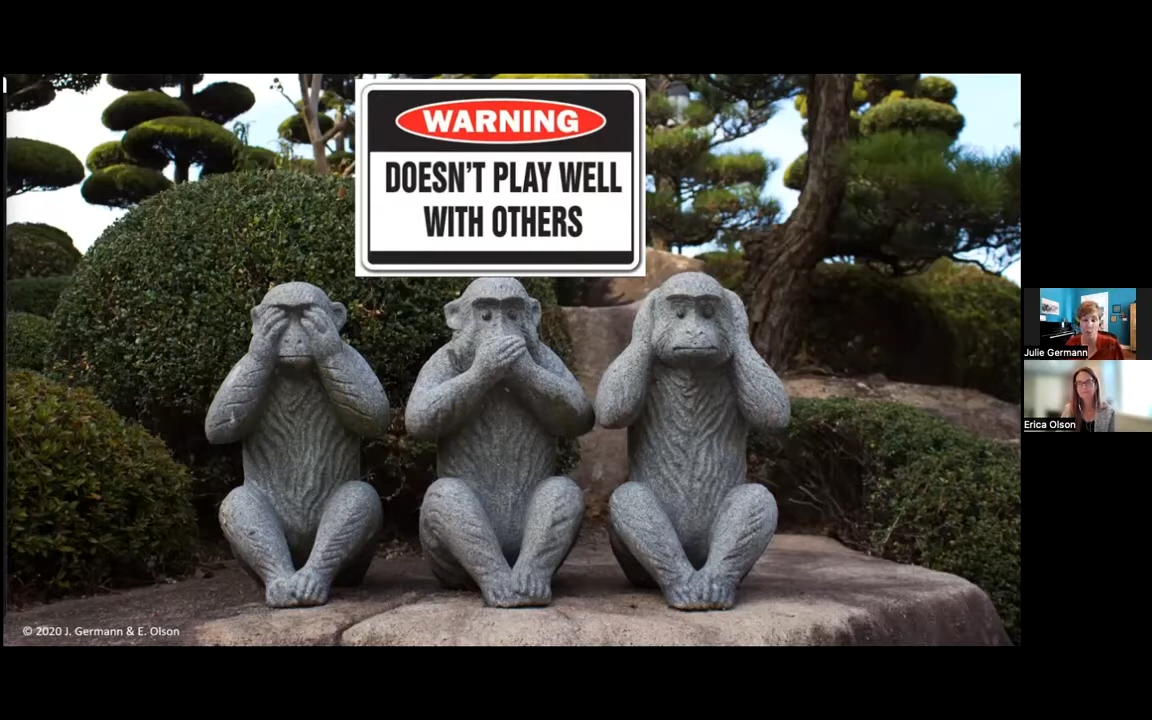 WARNING
DOESN'T PLAY WELL
WITH OTHERS
Julie Germann
Erica Olson
© 2020 J. Germann & E. Olson